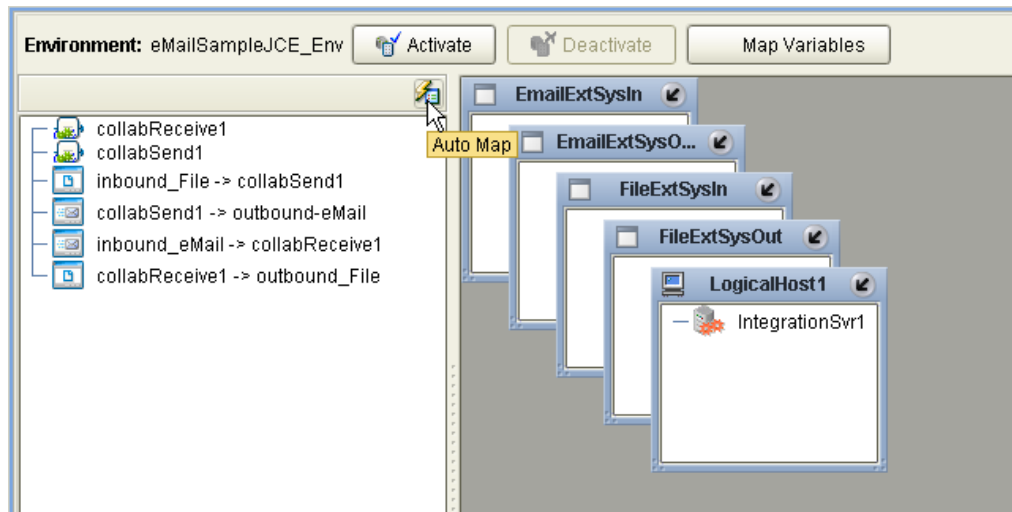 Environment: eMailSampleJCE_Env Activate Deactivate Map Variables
collabReceive1
collabSend1
inbound_File -> collabSend1
collabSend1 -> outbound-eMail
inbound_eMail -> collabReceive1
collabReceive1 -> outbound_File
Auto Map
EmailExtSysIn
EmailExtSysO...
FileExtSysIn
FileExtSysOut
LogicalHost1
IntegrationSvr1